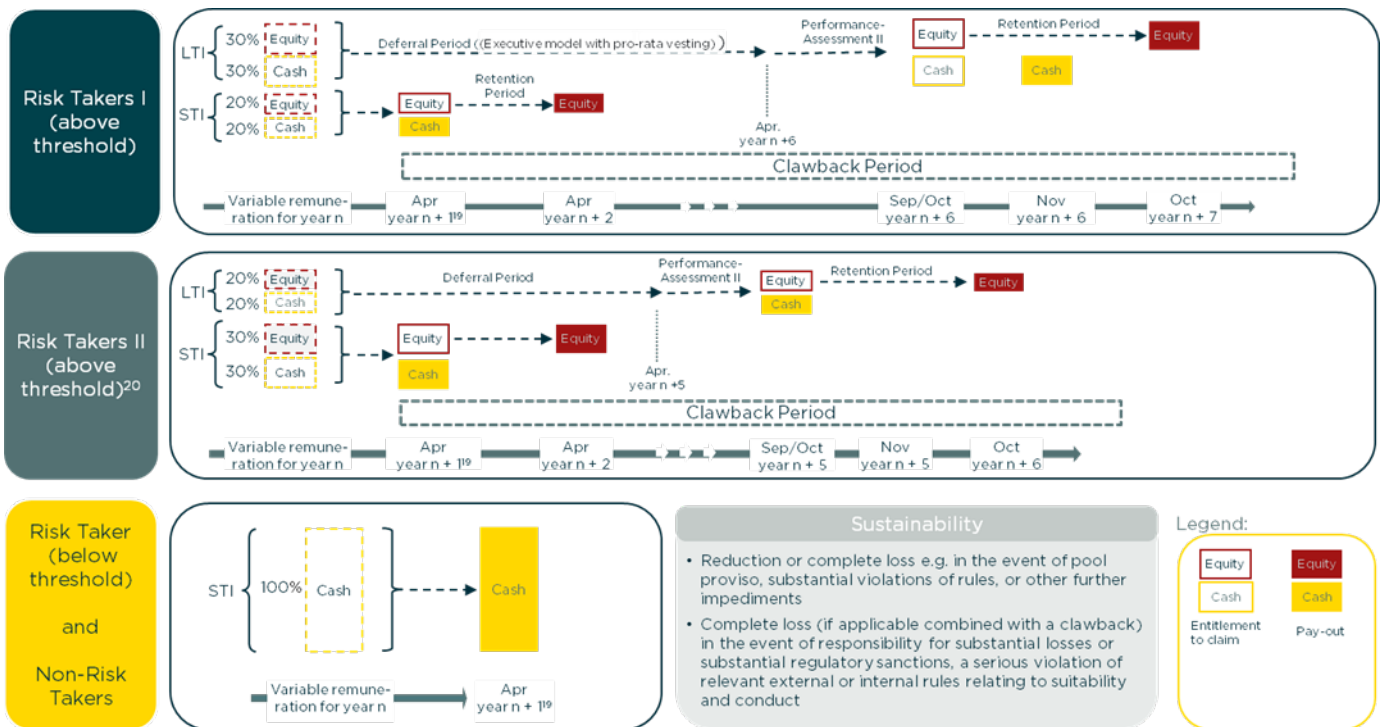 Risk Takers I
(above
threshold)
LTI
30%
Equity
30%
Cash
STI
20%
Equity
20%
Cash
Deferral Period ((Executive model with pro-rata vesting))
Performance-
Assessment II
Equity
Retention Period
Equity
Cash
Cash
Equity
Retention
Period
Equity
Cash
Apr.
year n +6
Clawback Period
Variable remune-
ration for year n
Apr
year n + 1¹⁹
Apr
year n + 2
Sep/Oct
year n + 6
Nov
year n + 6
Oct
year n + 7
Risk Takers II
(above
threshold)²⁰
LTI
20%
Equity
20%
Cash
STI
30%
Equity
30%
Cash
Deferral Period
Performance-
Assessment II
Equity
Retention Period
Equity
Cash
Equity
Equity
Cash
Apr.
year n +5
Clawback Period
Variable remune-
ration for year n
Apr
year n + 1¹⁹
Apr
year n + 2
Sep/Oct
year n + 5
Nov
year n + 5
Oct
year n + 6
Risk Taker
(below
threshold)
and
Non-Risk
Takers
STI
100%
Cash
Cash
Variable remune-
ration for year n
Apr
year n + 1¹⁹
Sustainability
• Reduction or complete loss e.g. in the event of pool
proviso, substantial violations of rules, or other further
impediments
• Complete loss (if applicable combined with a clawback)
in the event of responsibility for substantial losses or
substantial regulatory sanctions, a serious violation of
relevant external or internal rules relating to suitability
and conduct
Legend:
Equity
Equity
Cash
Cash
Entitlement
to claim
Pay-out